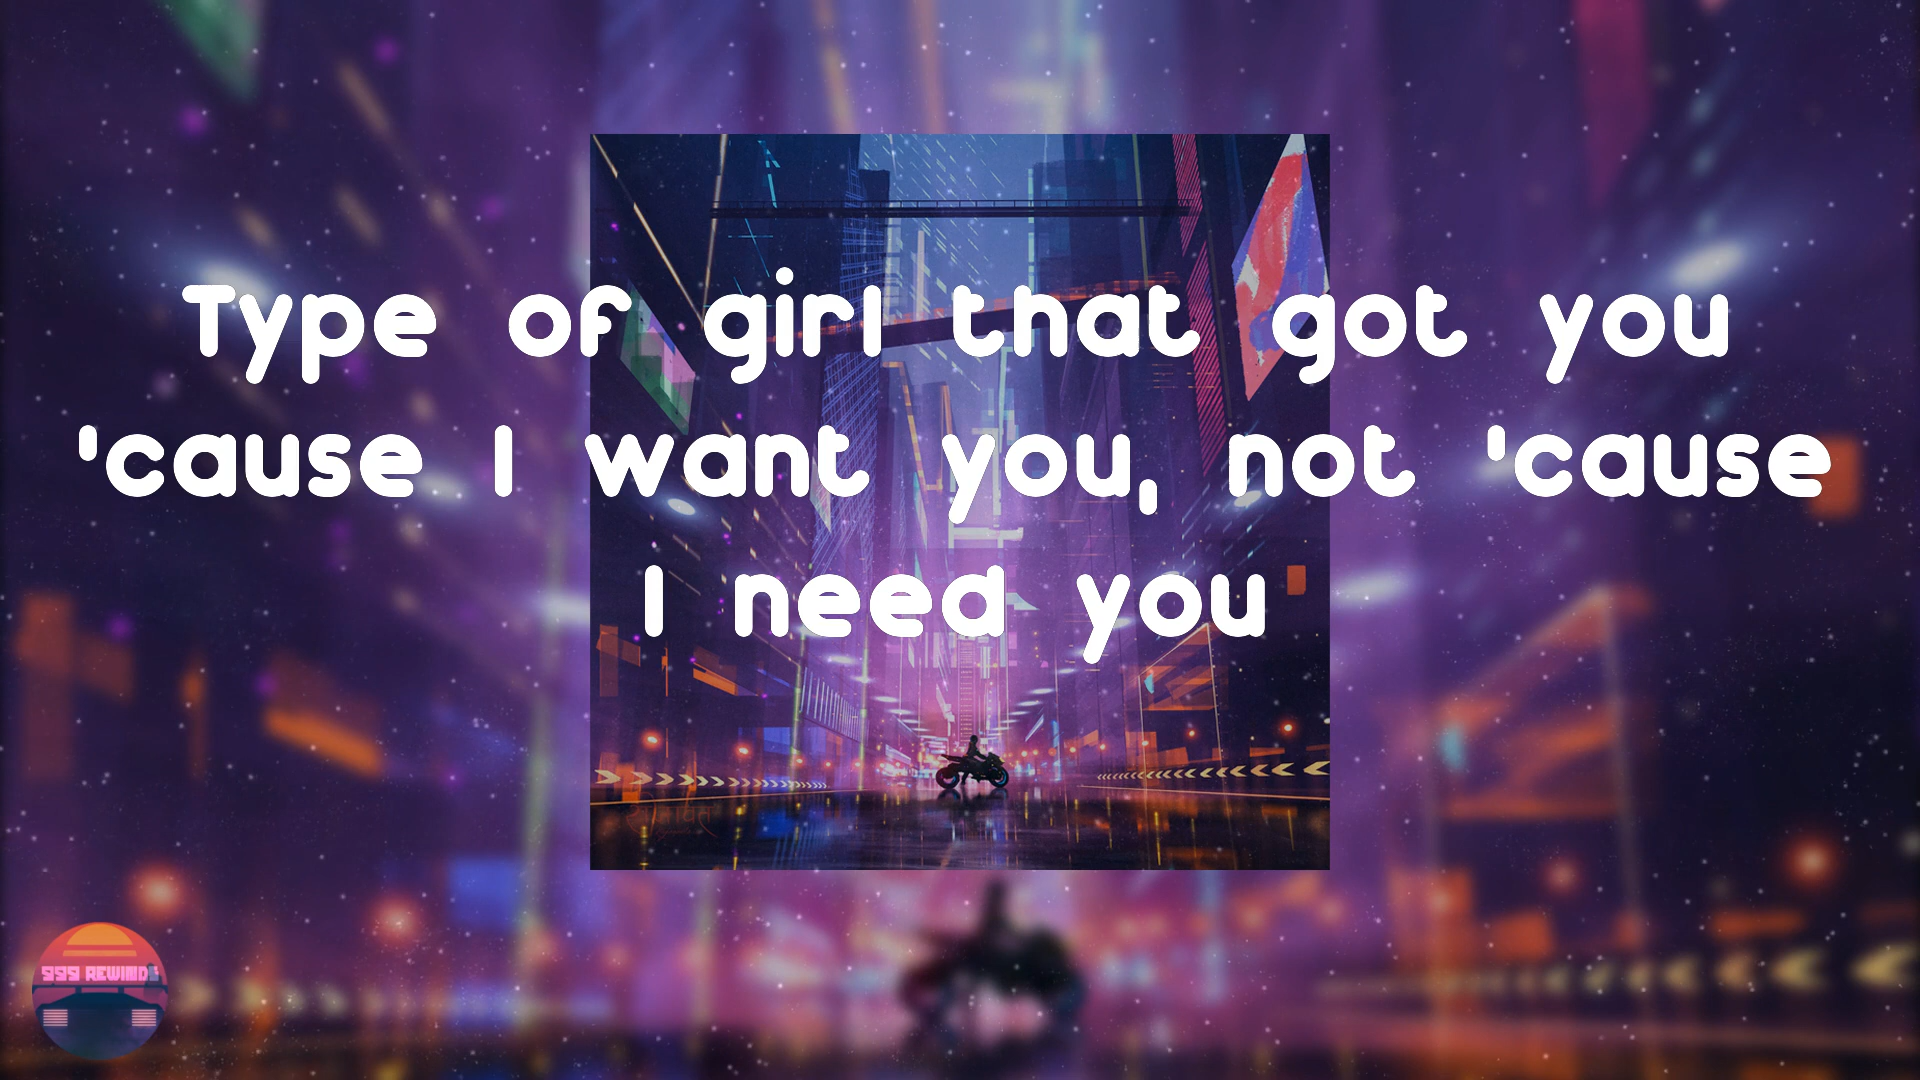 Type of girl that got you
'cause I want you, not 'cause
I need you
999 REWIND